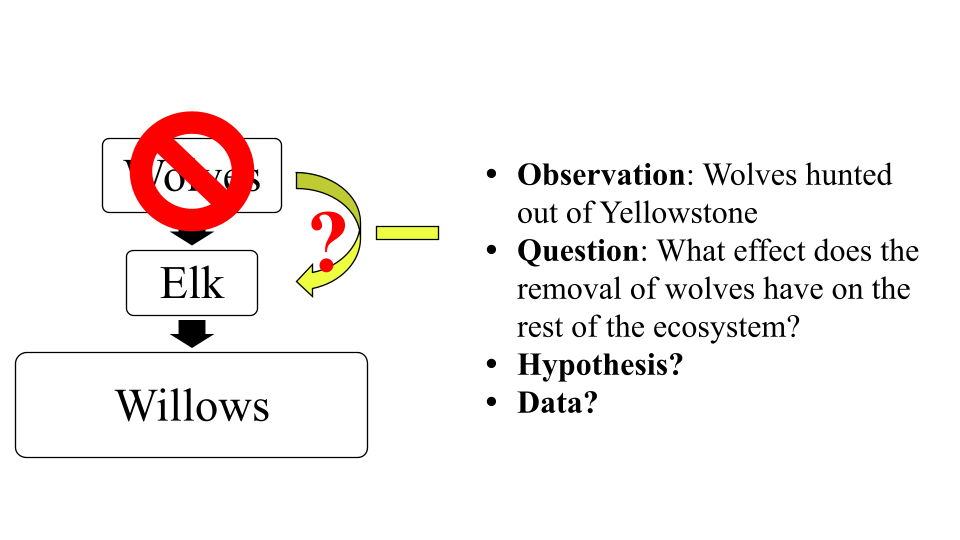 Wolves
?
Elk
Willows
• Observation: Wolves hunted
out of Yellowstone
• Question: What effect does the
removal of wolves have on the
rest of the ecosystem?
• Hypothesis?
• Data?